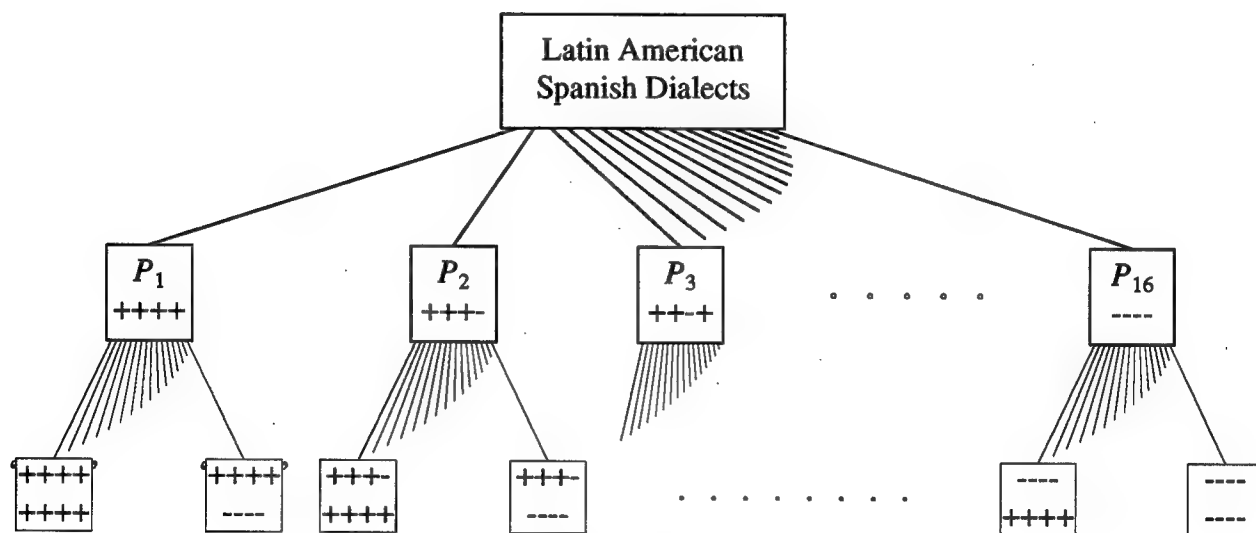 Latin American
Spanish Dialects
P1
++++
P2
+++-
P3
++-+
P16
----
++++
++++
++++
----
+++-
++++
+++-
----
----
++++
----
----